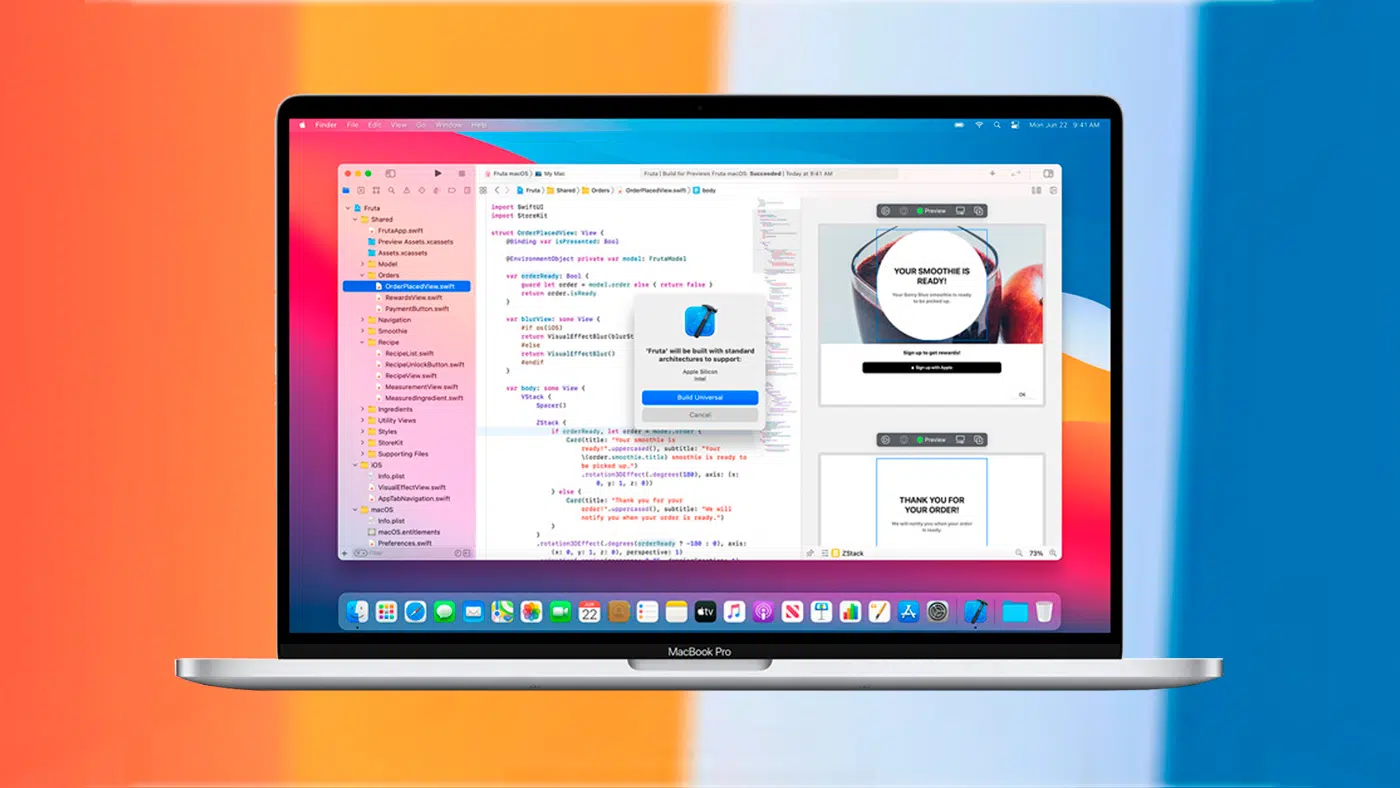 Finder File Edit View Go Window Help
Mon Jun 22 9:41 AM
Fruta macOS My Mac
Fruta | Build for Previews Fruta macOS: Succeeded | Today at 9:41 AM
Fruta Shared Orders OrderPlacedView.swift body
Fruta
Shared
FrutaApp.swift
Preview Assets.xcassets
Assets.xcassets
Model
Orders
OrderPlacedView.swift
RewardsView.swift
PaymentButton.swift
Navigation
Smoothie
Recipe
RecipeList.swift
RecipeUnlockButton.swift
RecipeView.swift
MeasurementView.swift
MeasuredIngredient.swift
Ingredients
Utility Views
Styles
StoreKit
Supporting Files
iOS
Info.plist
VisualEffectView.swift
AppTabNavigation.swift
macOS
Info.plist
macOS.entitlements
Preferences.swift
Filter
import SwiftUI
import StoreKit
struct OrderPlacedView: View {
@Binding var isPresented: Bool
@EnvironmentObject private var model: FrutaModel
var orderReady: Bool {
guard let order = model.order else { return false }
return order.isReady
}
var blurView: some View {
#if os(iOS)
return VisualEffectBlur(blurSt
#else
return VisualEffectBlur()
#endif
}
var body: some View {
VStack {
Spacer()
ZStack {
if orderReady, let order = model.order {
Card(title: "Your smoothie is
ready!".uppercased(), subtitle: "Your
\(order.smoothie.title) smoothie is ready to
be picked up.")
.rotation3DEffect(.degrees(180), axis: (x:
0, y: 1, z: 0))
} else {
Card(title: "Thank you for your
order!".uppercased(), subtitle: "We will
notify you when your order is ready.")
}
}
.rotation3DEffect(.degrees(orderReady ? -180 : 0), axis:
(x: 0, y: 1, z: 0), perspective: 1)
'Fruta' will be built with standard
architectures to support:
Apple Silicon
Intel
Build Universal
Cancel
Preview
YOUR SMOOTHIE IS
READY!
Your Berry Blue smoothie is ready
to be picked up.
Sign up to get rewards!
Sign up with Apple
OK
Preview
THANK YOU FOR
YOUR ORDER!
We will notify you when your order
is ready.
ZStack
73%
JUN
22
tv
MacBook Pro